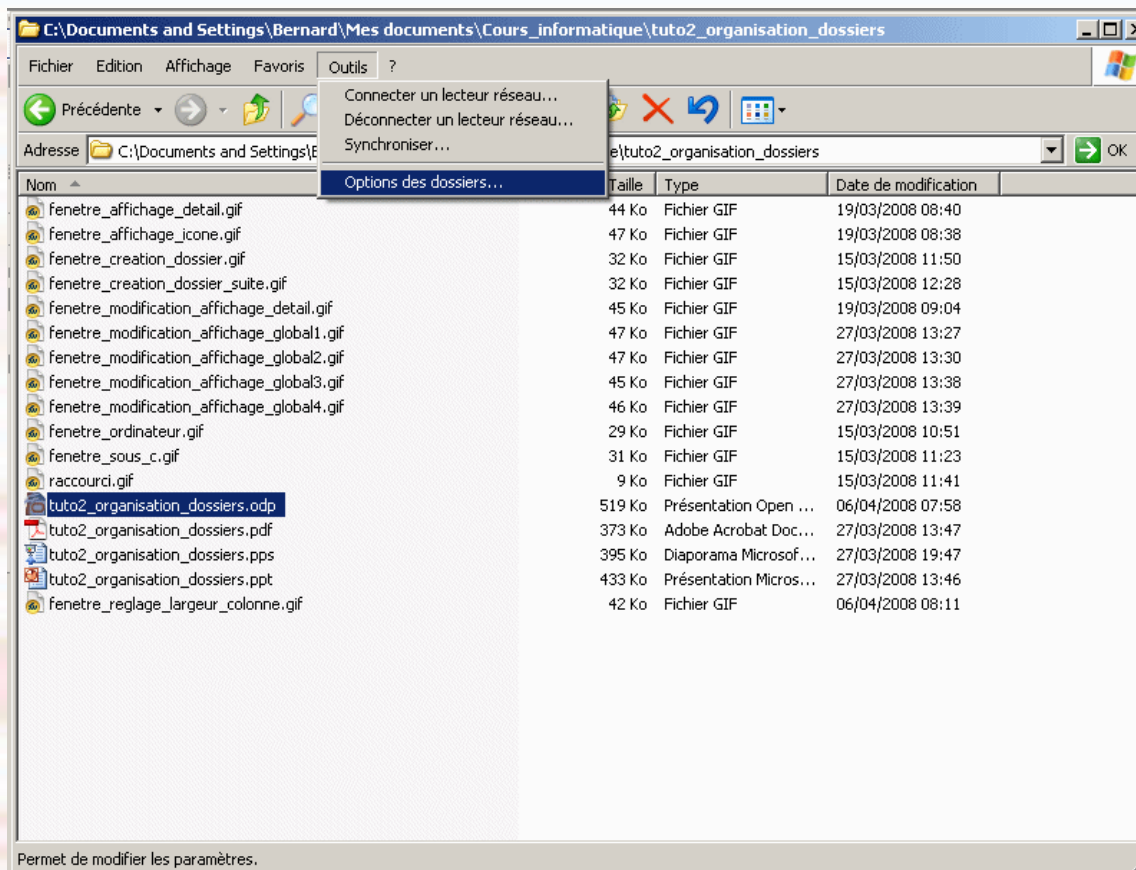 C:\Documents and Settings\Bernard\Mes documents\Cours_informatique\tuto2_organisation_dossiers
Fichier Edition Affichage Favoris Outils ?
Connecter un lecteur réseau...
Déconnecter un lecteur réseau...
Synchroniser...
Options des dossiers...
Précédente
Adresse C:\Documents and Settings\ e\tuto2_organisation_dossiers OK
Nom Taille Type Date de modification
fenetre_affichage_detail.gif 44 Ko Fichier GIF 19/03/2008 08:40
fenetre_affichage_icone.gif 47 Ko Fichier GIF 19/03/2008 08:38
fenetre_creation_dossier.gif 32 Ko Fichier GIF 15/03/2008 11:50
fenetre_creation_dossier_suite.gif 32 Ko Fichier GIF 15/03/2008 12:28
fenetre_modification_affichage_detail.gif 45 Ko Fichier GIF 19/03/2008 09:04
fenetre_modification_affichage_global1.gif 47 Ko Fichier GIF 27/03/2008 13:27
fenetre_modification_affichage_global2.gif 47 Ko Fichier GIF 27/03/2008 13:30
fenetre_modification_affichage_global3.gif 45 Ko Fichier GIF 27/03/2008 13:38
fenetre_modification_affichage_global4.gif 46 Ko Fichier GIF 27/03/2008 13:39
fenetre_ordinateur.gif 29 Ko Fichier GIF 15/03/2008 10:51
fenetre_sous_c.gif 31 Ko Fichier GIF 15/03/2008 11:23
raccourci.gif 9 Ko Fichier GIF 15/03/2008 11:41
tuto2_organisation_dossiers.odp 519 Ko Présentation Open ... 06/04/2008 07:58
tuto2_organisation_dossiers.pdf 373 Ko Adobe Acrobat Doc... 27/03/2008 13:47
tuto2_organisation_dossiers.pps 395 Ko Diaporama Microsof... 27/03/2008 19:47
tuto2_organisation_dossiers.ppt 433 Ko Présentation Micros... 27/03/2008 13:46
fenetre_reglage_largeur_colonne.gif 42 Ko Fichier GIF 06/04/2008 08:11
Permet de modifier les paramètres.